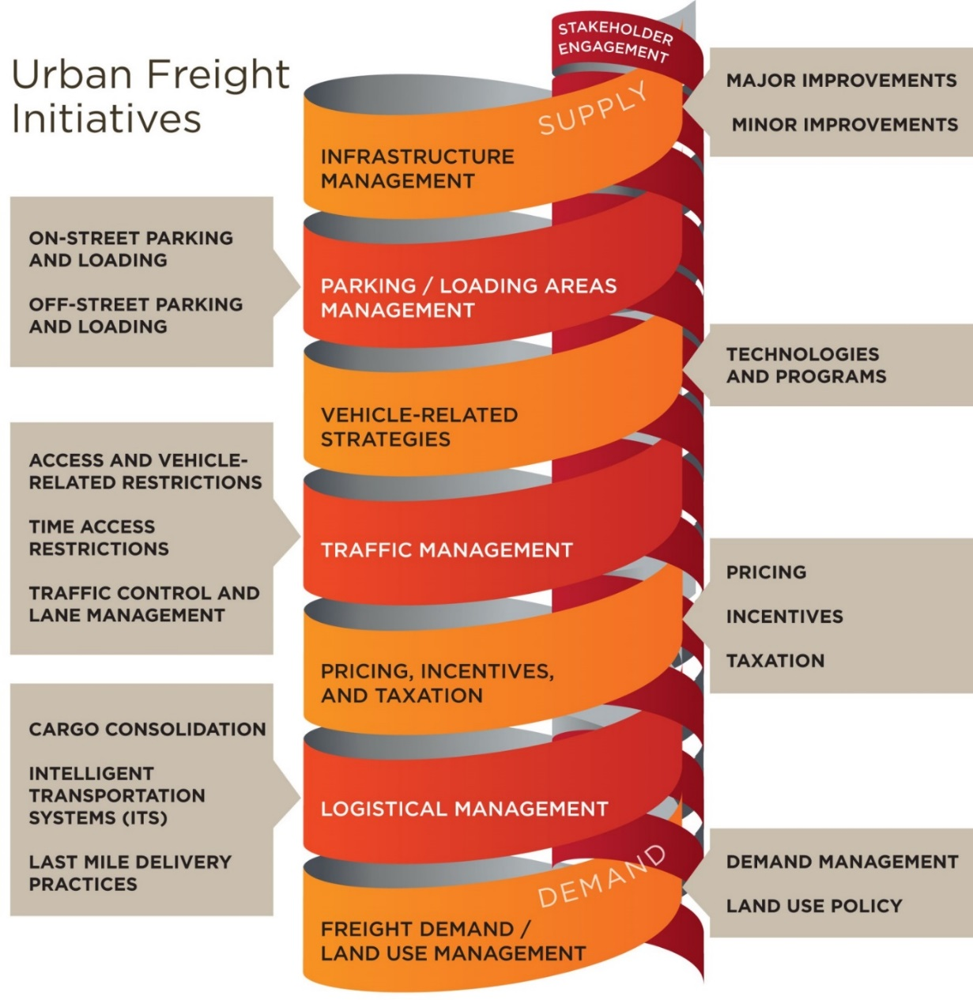 Urban Freight
Initiatives
STAKEHOLDER
ENGAGEMENT
SUPPLY
INFRASTRUCTURE
MANAGEMENT
MAJOR IMPROVEMENTS
MINOR IMPROVEMENTS
ON-STREET PARKING
AND LOADING
OFF-STREET PARKING
AND LOADING
PARKING / LOADING AREAS
MANAGEMENT
VEHICLE-RELATED
STRATEGIES
TECHNOLOGIES
AND PROGRAMS
ACCESS AND VEHICLE-
RELATED RESTRICTIONS
TIME ACCESS
RESTRICTIONS
TRAFFIC CONTROL AND
LANE MANAGEMENT
TRAFFIC MANAGEMENT
PRICING, INCENTIVES,
AND TAXATION
PRICING
INCENTIVES
TAXATION
CARGO CONSOLIDATION
INTELLIGENT
TRANSPORTATION
SYSTEMS (ITS)
LAST MILE DELIVERY
PRACTICES
LOGISTICAL MANAGEMENT
DEMAND
FREIGHT DEMAND /
LAND USE MANAGEMENT
DEMAND MANAGEMENT
LAND USE POLICY